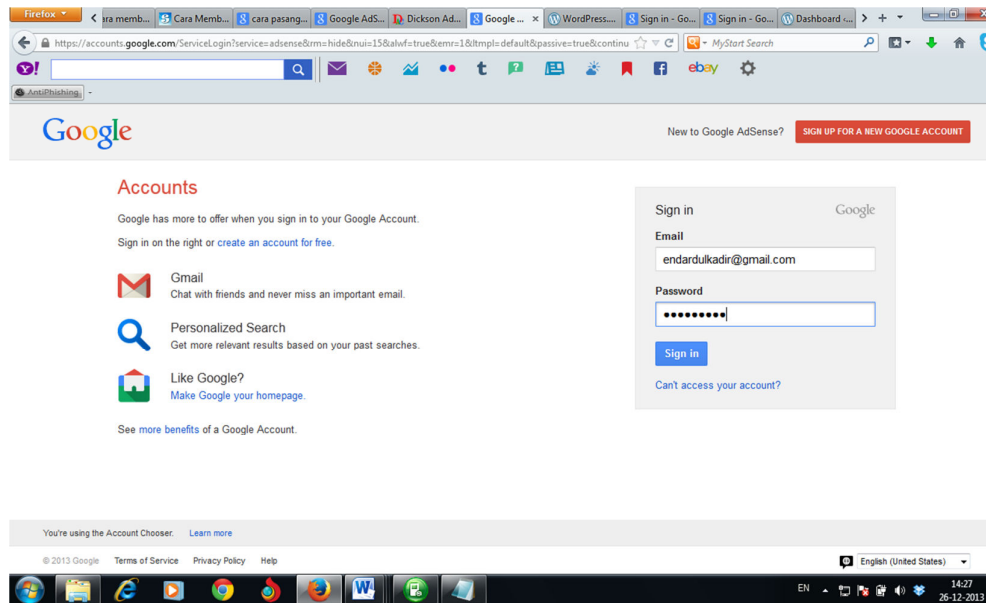 Firefox
ara memb...
Cara Memb...
cara pasang...
Google AdS...
Dickson Ad...
Google ...
WordPress....
Sign in - Go...
Sign in - Go...
Dashboard ‹...
https://accounts.google.com/ServiceLogin?service=adsense&rm=hide&nui=15&alwf=true&emr=1&ltmpl=default&passive=true&continu
MyStart Search
Y!
t
f
ebay
AntiPhishing
Google
New to Google AdSense?
SIGN UP FOR A NEW GOOGLE ACCOUNT
Accounts
Google has more to offer when you sign in to your Google Account.
Sign in on the right or create an account for free.
Gmail
Chat with friends and never miss an important email.
Personalized Search
Get more relevant results based on your past searches.
Like Google?
Make Google your homepage.
See more benefits of a Google Account.
Sign in
Google
Email
endardulkadir@gmail.com
Password
Sign in
Can't access your account?
You're using the Account Chooser. Learn more
© 2013 Google Terms of Service Privacy Policy Help
English (United States)
EN
14:27
26-12-2013